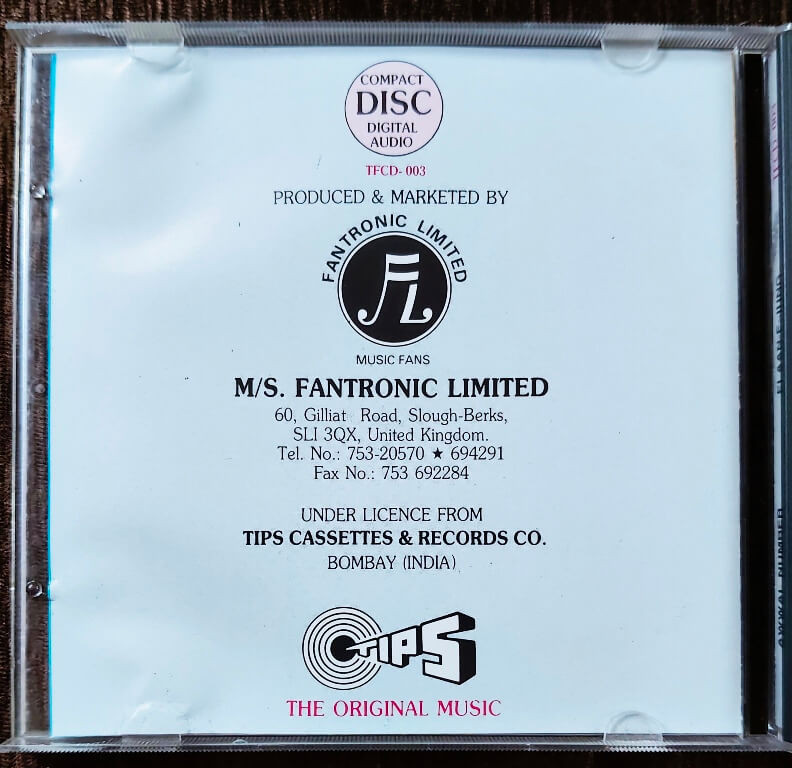 COMPACT
DISC
DIGITAL
AUDIO
TFCD-003
PRODUCED & MARKETED BY
FANTRONIC LIMITED
FL
MUSIC FANS
M/S. FANTRONIC LIMITED
60, Gilliat Road, Slough-Berks,
SLI 3QX, United Kingdom.
Tel. No.: 753-20570 ★ 694291
Fax No.: 753 692284
UNDER LICENCE FROM
TIPS CASSETTES & RECORDS CO.
BOMBAY (INDIA)
TIPS
THE ORIGINAL MUSIC
TFCD 003